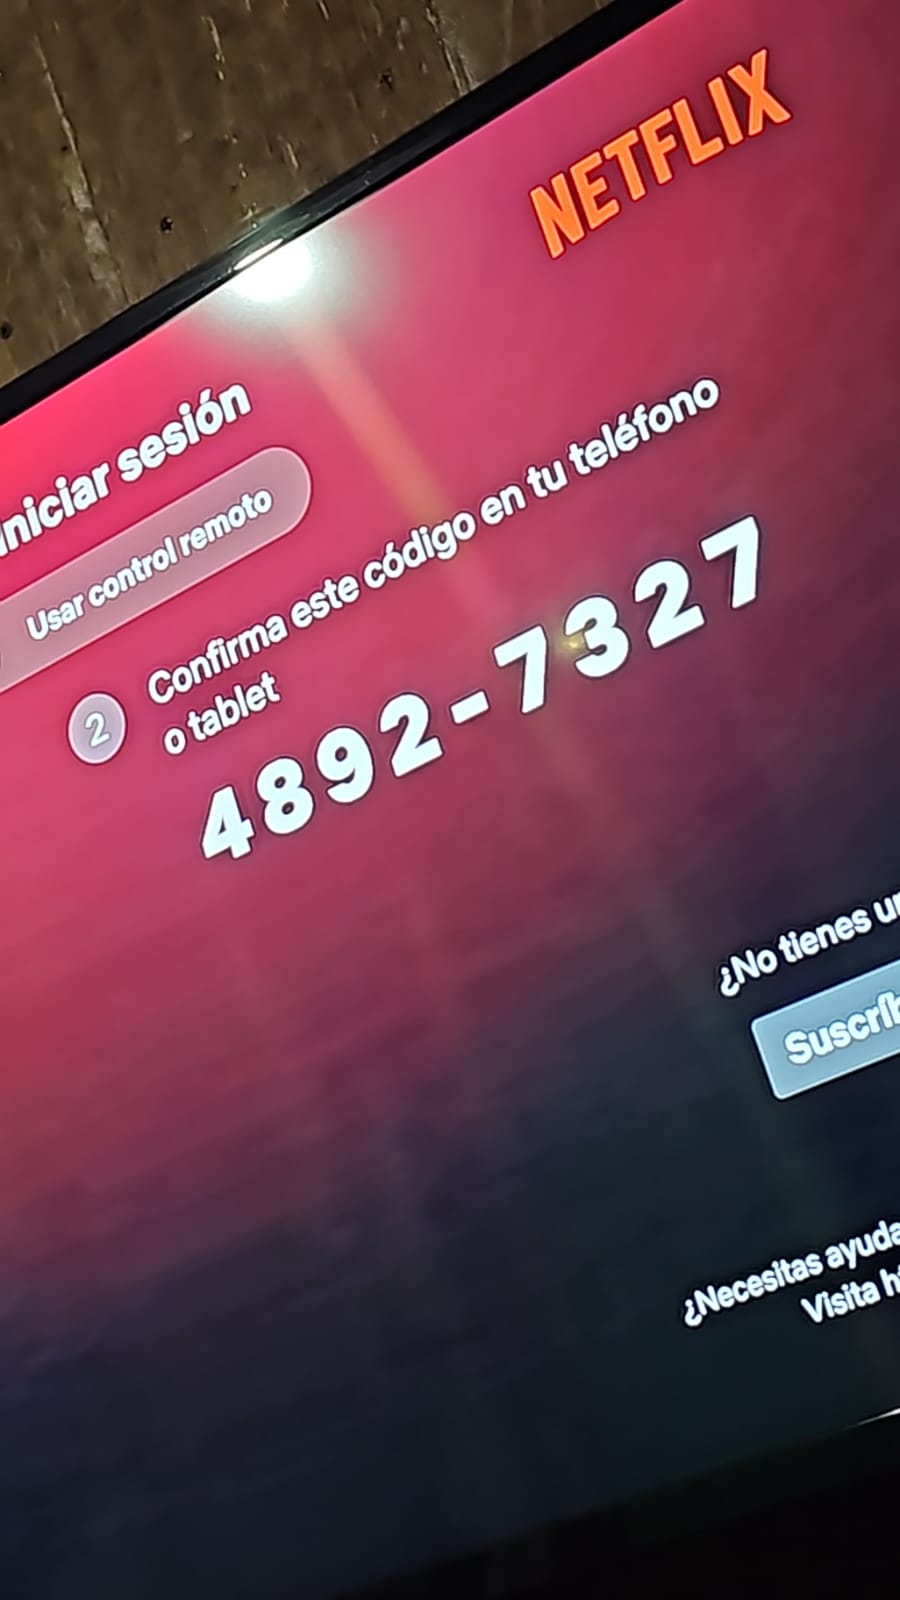 NETFLIX
Iniciar sesión
Usar control remoto
2
Confirma este código en tu teléfono
o tablet
4892-7327
¿No tienes
¿Necesitas ayuda
Visita